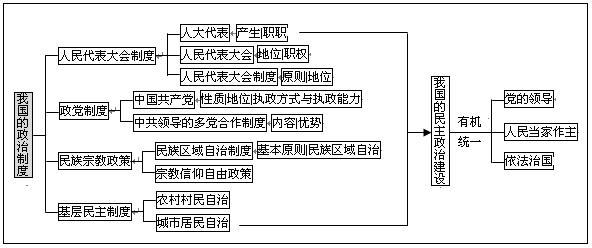 我国的政治制度
人民代表大会制度
人大代表
产生|职职
人民代表大会
地位|职权
人民代表大会制度
原则|地位
政党制度
中国共产党
性质|地位|执政方式与执政能力
中共领导的多党合作制度
内容|优势
民族宗教政策
民族区域自治制度
基本原则|民族区域自治
宗教信仰自由政策
基层民主制度
农村村民自治
城市居民自治
我国的民主政治建设
有机
统一
党的领导
人民当家作主
依法治国